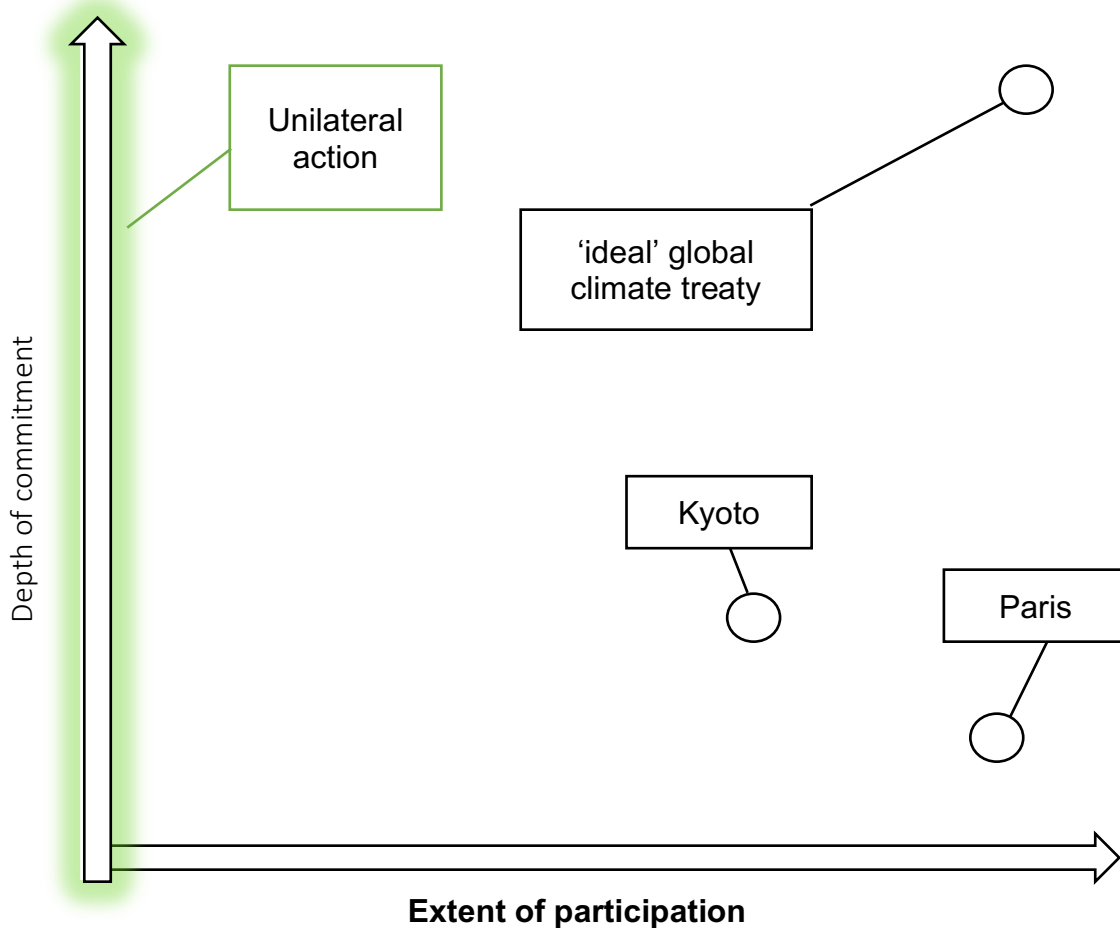 Unilateral
action
‘ideal’ global
climate treaty
Depth of commitment
Kyoto
Paris
Extent of participation